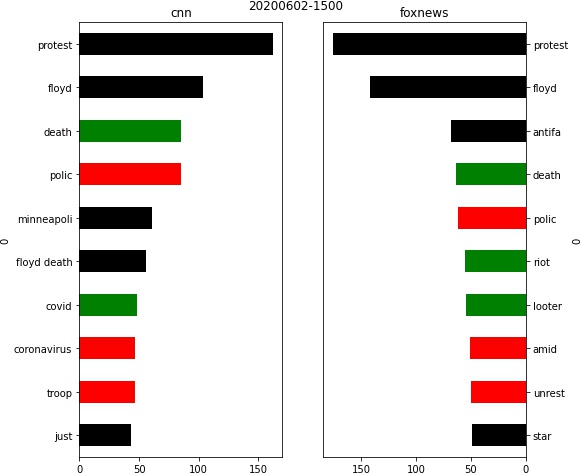 20200602-1500
cnn
foxnews
protest
floyd
death
polic
minneapoli
floyd death
covid
coronavirus
troop
just
0
0 50 100 150
protest
floyd
antifa
death
polic
riot
looter
amid
unrest
star
0
150 100 50 0